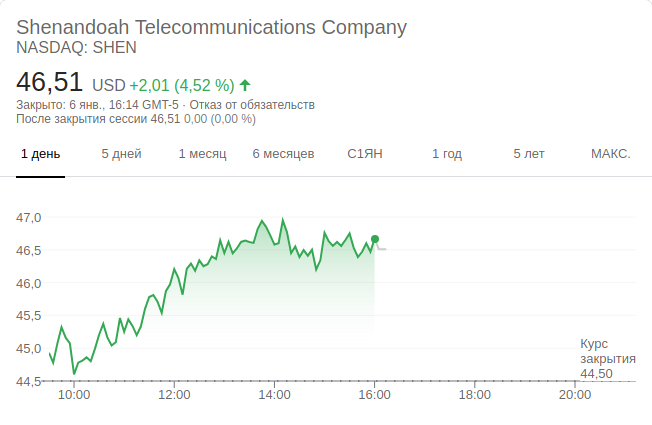 Shenandoah Telecommunications Company
NASDAQ: SHEN
46,51 USD +2,01 (4,52 %)
Закрыто: 6 янв., 16:14 GMT-5 · Отказ от обязательств
После закрытия сессии 46,51 0,00 (0,00 %)
1 день 5 дней 1 месяц 6 месяцев С1ЯН 1 год 5 лет МАКС.
47,0
46,5
46,0
45,5
45,0
44,5
Курс
закрытия
44,50
10:00 12:00 14:00 16:00 18:00 20:00